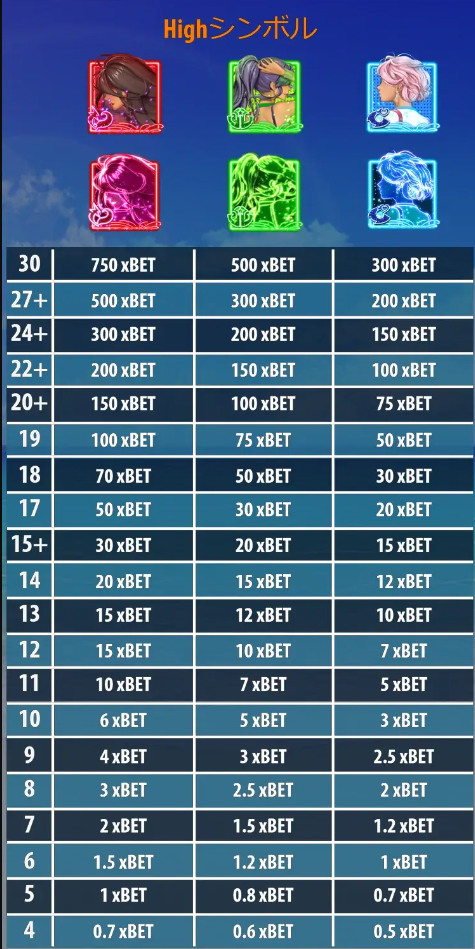 Highシンボル
30 750 xBET 500 xBET 300 xBET
27+ 500 xBET 300 xBET 200 xBET
24+ 300 xBET 200 xBET 150 xBET
22+ 200 xBET 150 xBET 100 xBET
20+ 150 xBET 100 xBET 75 xBET
19 100 xBET 75 xBET 50 xBET
18 70 xBET 50 xBET 30 xBET
17 50 xBET 30 xBET 20 xBET
15+ 30 xBET 20 xBET 15 xBET
14 20 xBET 15 xBET 12 xBET
13 15 xBET 12 xBET 10 xBET
12 15 xBET 10 xBET 7 xBET
11 10 xBET 7 xBET 5 xBET
10 6 xBET 5 xBET 3 xBET
9 4 xBET 3 xBET 2.5 xBET
8 3 xBET 2.5 xBET 2 xBET
7 2 xBET 1.5 xBET 1.2 xBET
6 1.5 xBET 1.2 xBET 1 xBET
5 1 xBET 0.8 xBET 0.7 xBET
4 0.7 xBET 0.6 xBET 0.5 xBET